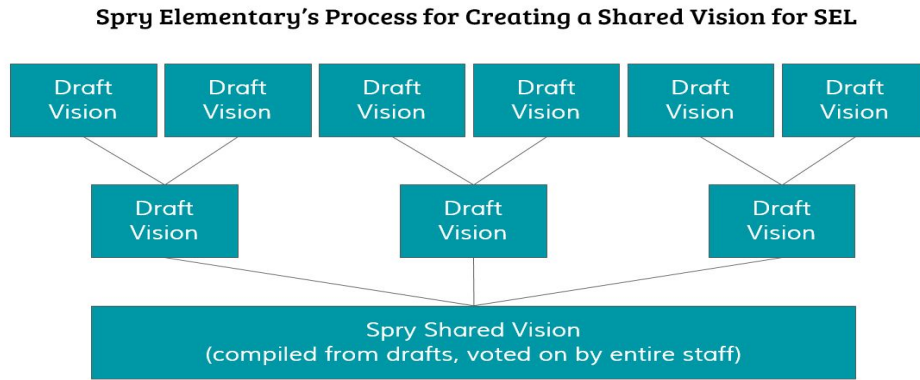 Spry Elementary's Process for Creating a Shared Vision for SEL
Draft
Vision
Draft
Vision
Draft
Vision
Draft
Vision
Draft
Vision
Draft
Vision
Draft
Vision
Draft
Vision
Draft
Vision
Spry Shared Vision
(compiled from drafts, voted on by entire staff)